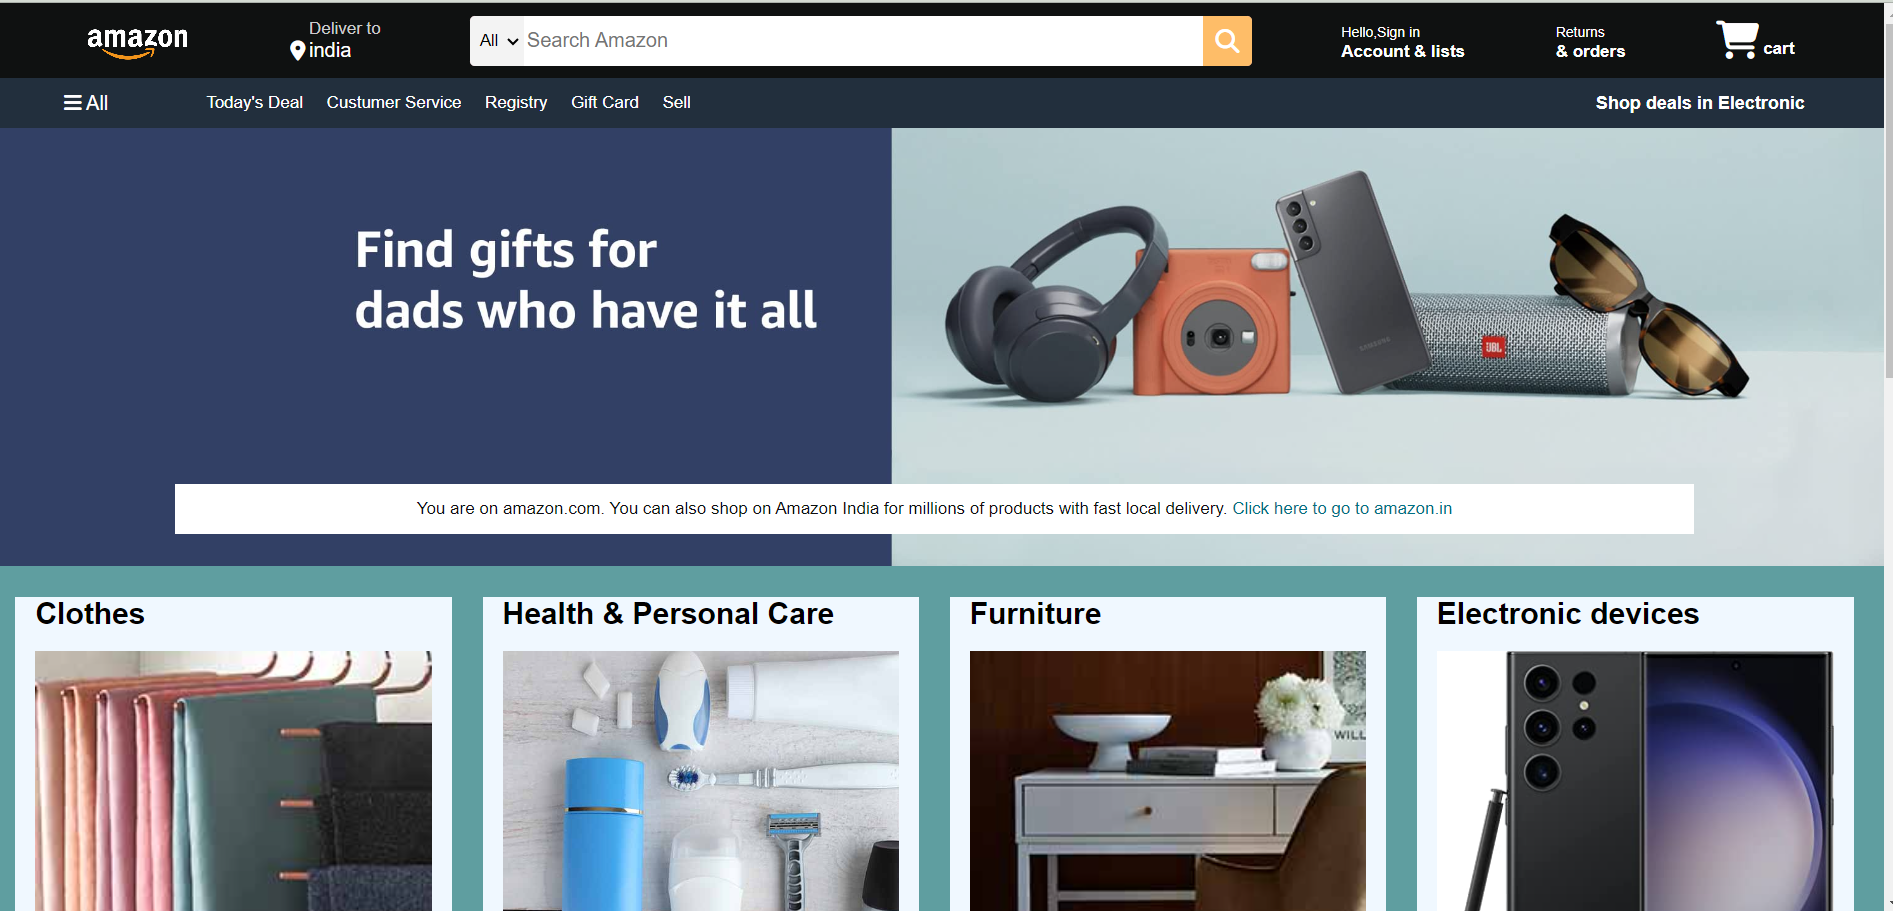 amazon
Deliver to
india
All
Search Amazon
Hello,Sign in
Account & lists
Returns
& orders
cart
All
Today's Deal
Custumer Service
Registry
Gift Card
Sell
Shop deals in Electronic
Find gifts for
dads who have it all
SAMSUNG
JBL
You are on amazon.com. You can also shop on Amazon India for millions of products with fast local delivery. Click here to go to amazon.in
Clothes
Health & Personal Care
Furniture
Electronic devices
WILL